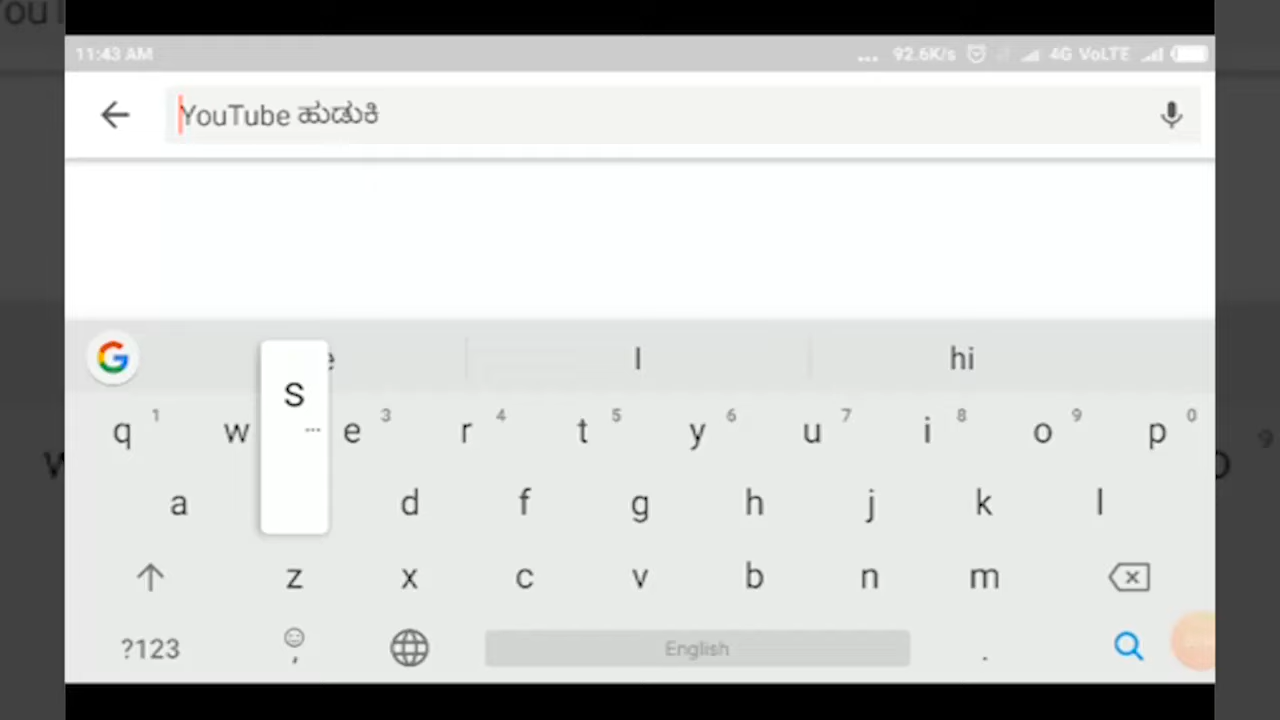 11:43 AM ... 92.6K/s 4G VoLTE
YouTube ಹುಡುಕಿ
G I hi
q 1 w e 3 r 4 t 5 y 6 u 7 i 8 o 9 p 0
S ...
a d f g h j k l
z x c v b n m
?123 , English .